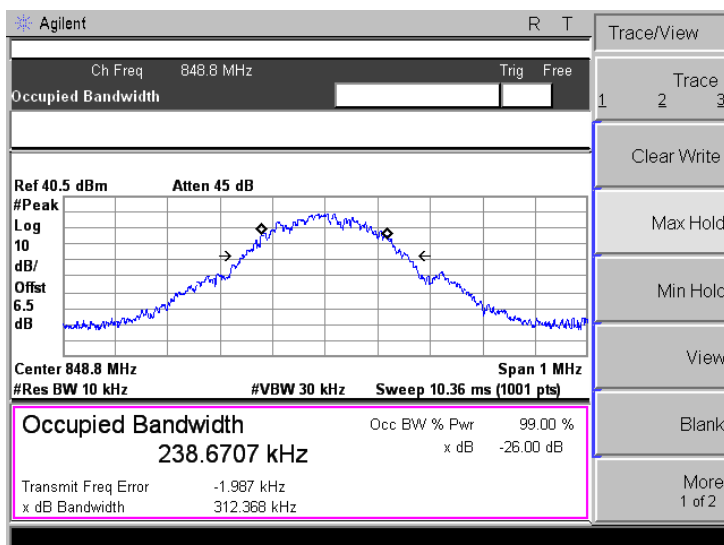 Agilent R T
Ch Freq 848.8 MHz Trig Free
Occupied Bandwidth
Ref 40.5 dBm Atten 45 dB
#Peak
Log
10
dB/
Offst
6.5
dB
Center 848.8 MHz Span 1 MHz
#Res BW 10 kHz #VBW 30 kHz Sweep 10.36 ms (1001 pts)
Occupied Bandwidth
238.6707 kHz
Occ BW % Pwr 99.00 %
x dB -26.00 dB
Transmit Freq Error -1.987 kHz
x dB Bandwidth 312.368 kHz
Trace/View
Trace
1 2 3
Clear Write
Max Hold
Min Hold
View
Blank
More
1 of 2